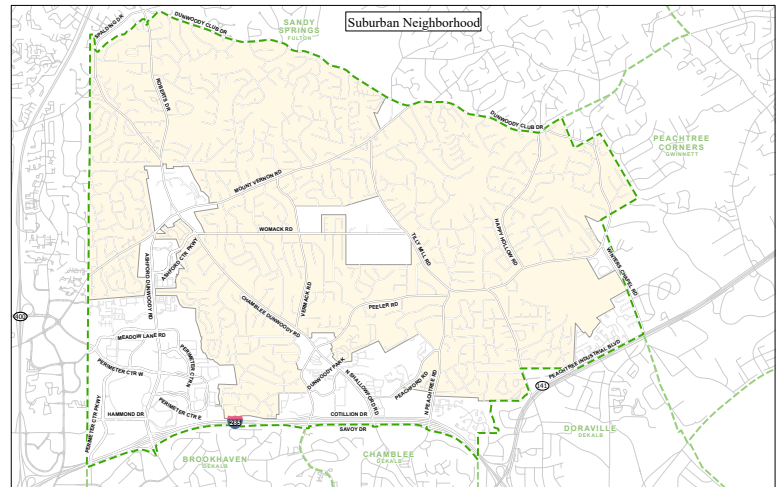 Suburban Neighborhood
SPALDING DR
DUNWOODY CLUB DR
SANDY
SPRINGS
FULTON
ROBERTS DR
DUNWOODY CLUB DR
PEACHTREE
CORNERS
GWINNETT
MOUNT VERNON RD
WOMACK RD
TILLY MILL RD
HAPPY HOLLOW RD
WINTERS CHAPEL RD
ASHFORD CTR PKWY
ASHFORD DUNWOODY RD
CHAMBLEE DUNWOODY RD
VERMACK RD
PEELER RD
400
MEADOW LANE RD
PERIMETER CTR W
PERIMETER CTR N
DUNWOODY PARK
N SHALLOWFORD RD
PEACHFORD RD
N PEACHTREE RD
PEACHTREE INDUSTRIAL BLVD
141
PERIMETER CTR PKWY
HAMMOND DR
PERIMETER CTR E
285
COTILLION DR
SAVOY DR
DORAVILLE
DEKALB
BROOKHAVEN
DEKALB
CHAMBLEE
DEKALB